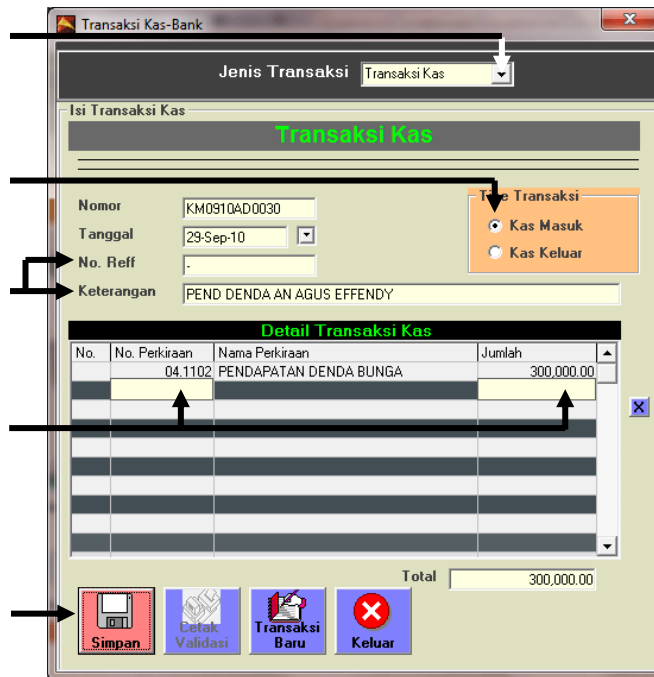 Transaksi Kas-Bank
Jenis Transaksi Transaksi Kas
Isi Transaksi Kas
Transaksi Kas
Nomor KM0910AD0030
Tanggal 29-Sep-10
No. Reff .
Keterangan PEND DENDA AN AGUS EFFENDY
Tipe Transaksi
Kas Masuk
Kas Keluar
Detail Transaksi Kas
No. No. Perkiraan Nama Perkiraan Jumlah
04.1102 PENDAPATAN DENDA BUNGA 300,000.00
X
Total 300,000.00
Simpan
Cetak
Validasi
Transaksi
Baru
Keluar